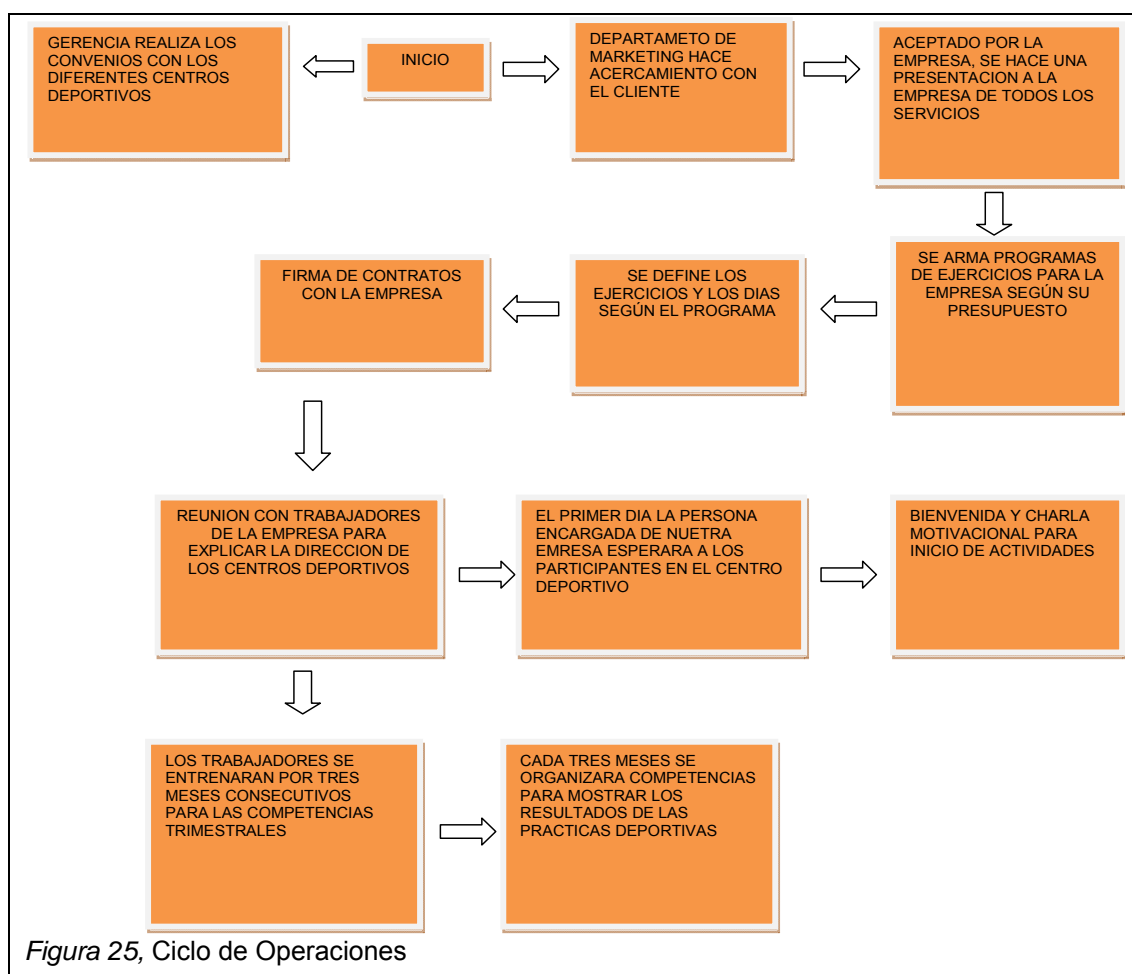 GERENCIA REALIZA LOS
CONVENIOS CON LOS
DIFERENTES CENTROS
DEPORTIVOS
INICIO
DEPARTAMETO DE
MARKETING HACE
ACERCAMIENTO CON
EL CLIENTE
ACEPTADO POR LA
EMPRESA, SE HACE UNA
PRESENTACION A LA
EMPRESA DE TODOS LOS
SERVICIOS
FIRMA DE CONTRATOS
CON LA EMPRESA
SE DEFINE LOS
EJERCICIOS Y LOS DIAS
SEGÚN EL PROGRAMA
SE ARMA PROGRAMAS
DE EJERCICIOS PARA LA
EMPRESA SEGÚN SU
PRESUPUESTO
REUNION CON TRABAJADORES
DE LA EMPRESA PARA
EXPLICAR LA DIRECCION DE
LOS CENTROS DEPORTIVOS
EL PRIMER DIA LA PERSONA
ENCARGADA DE NUETRA
EMRESA ESPERARA A LOS
PARTICIPANTES EN EL CENTRO
DEPORTIVO
BIENVENIDA Y CHARLA
MOTIVACIONAL PARA
INICIO DE ACTIVIDADES
LOS TRABAJADORES SE
ENTRENARAN POR TRES
MESES CONSECUTIVOS
PARA LAS COMPETENCIAS
TRIMESTRALES
CADA TRES MESES SE
ORGANIZARA COMPETENCIAS
PARA MOSTRAR LOS
RESULTADOS DE LAS
PRACTICAS DEPORTIVAS
Figura 25, Ciclo de Operaciones